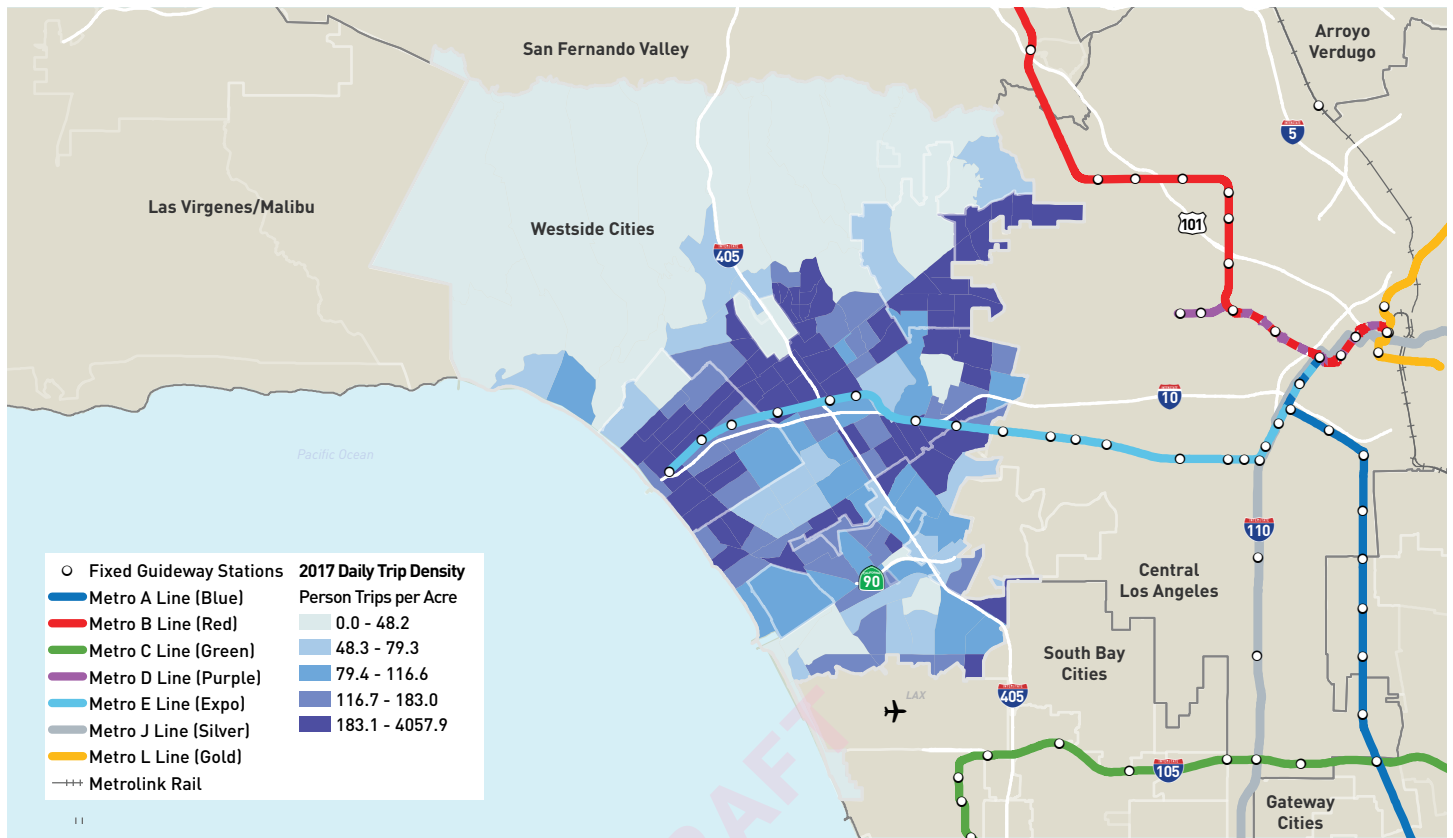 San Fernando Valley
Arroyo
Verdugo
5
Las Virgenes/Malibu
Westside Cities
101
405
10
Pacific Ocean
110
90
Central
Los Angeles
South Bay
Cities
LAX
405
105
Gateway
Cities
RAFT
Fixed Guideway Stations
Metro A Line (Blue)
Metro B Line (Red)
Metro C Line (Green)
Metro D Line (Purple)
Metro E Line (Expo)
Metro J Line (Silver)
Metro L Line (Gold)
Metrolink Rail
2017 Daily Trip Density
Person Trips per Acre
0.0 - 48.2
48.3 - 79.3
79.4 - 116.6
116.7 - 183.0
183.1 - 4057.9